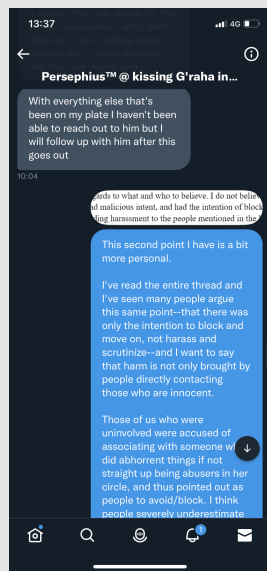 13:37
4G
Persephius™ @ kissing G'raha in...
With everything else that's
been on my plate I haven't been
able to reach out to him but I
will follow up with him after this
goes out
10:04
gards to what and who to believe. I do not believ
ad malicious intent, and had the intention of block
ding harassment to the people mentioned in the
This second point I have is a bit
more personal.
I've read the entire thread and
I've seen many people argue
this same point--that there was
only the intention to block and
move on, not harass and
scrutinize--and I want to say
that harm is not only brought by
people directly contacting
those who are innocent.
Those of us who were
uninvolved were accused of
associating with someone w
did abhorrent things if not
straight up being abusers in her
circle, and thus pointed out as
people to avoid/block. I think
people severely underestimate
1